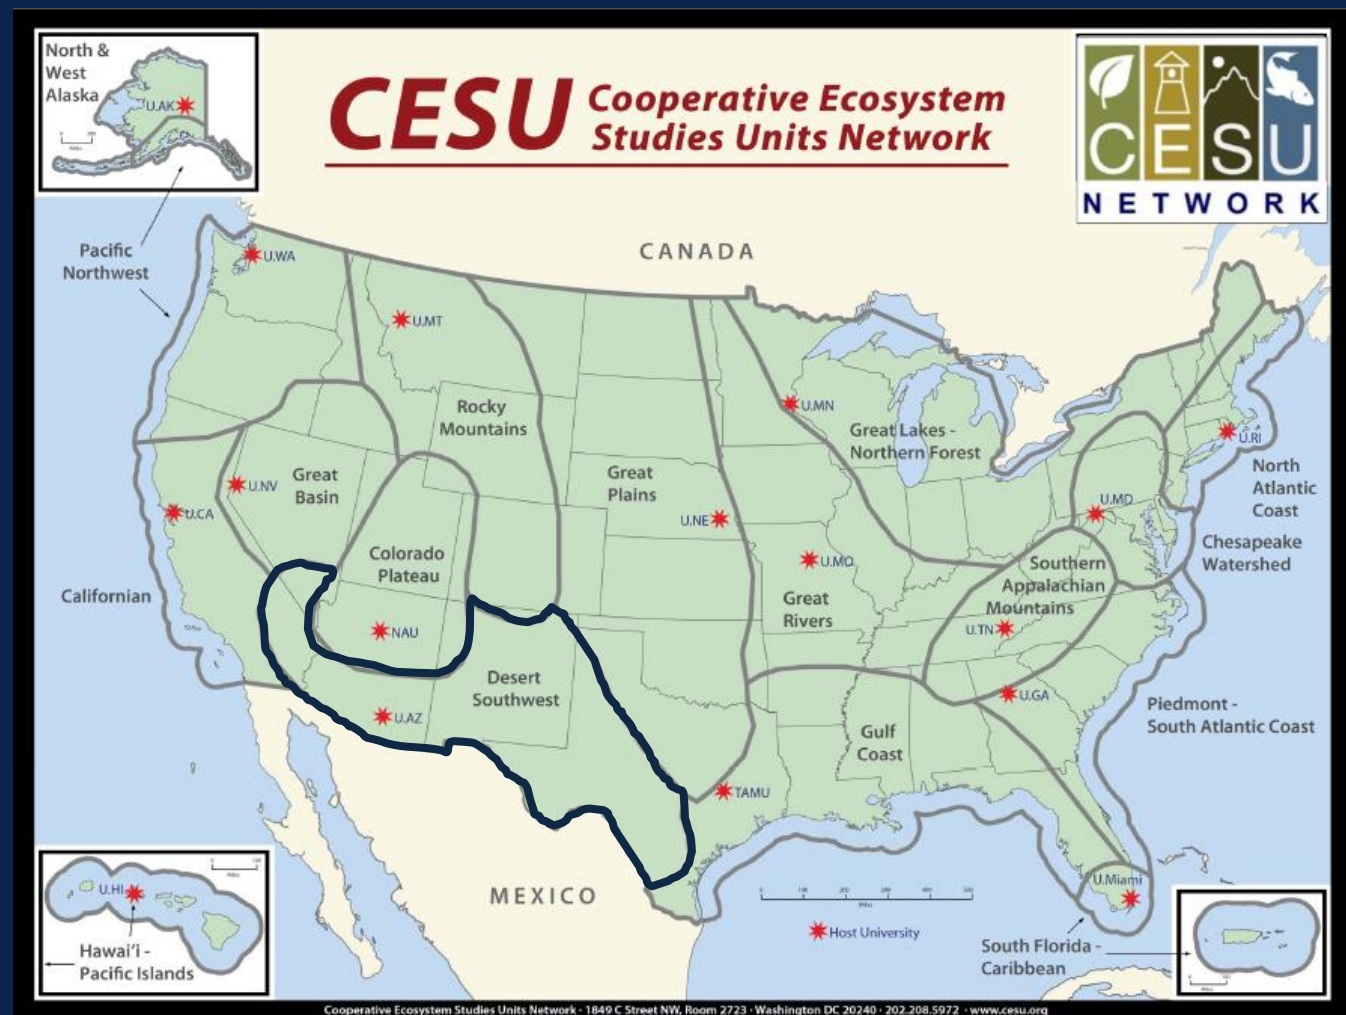 North &
West
Alaska
U.AK
Miles
CESU Cooperative Ecosystem
Studies Units Network
CESU
NETWORK
CANADA
Pacific
Northwest
U.WA
U.MT
Rocky
Mountains
U.MN
Great Lakes -
Northern Forest
U.RI
North
Atlantic
Coast
Great
Basin
U.NV
Great
Plains
U.NE
U.MD
U.CA
Chesapeake
Watershed
Colorado
Plateau
U.MO
Southern
Appalachian
Mountains
Californian
Great
Rivers
NAU
U.TN
Desert
Southwest
U.AZ
U.GA
Piedmont -
South Atlantic Coast
Gulf
Coast
TAMU
MEXICO
U.Miami
Miles
Host University
South Florida -
Caribbean
U.HI
Miles
Hawai'i -
Pacific Islands
Miles
Cooperative Ecosystem Studies Units Network · 1849 C Street NW, Room 2723 · Washington DC 20240 · 202.208.5972 · www.cesu.org